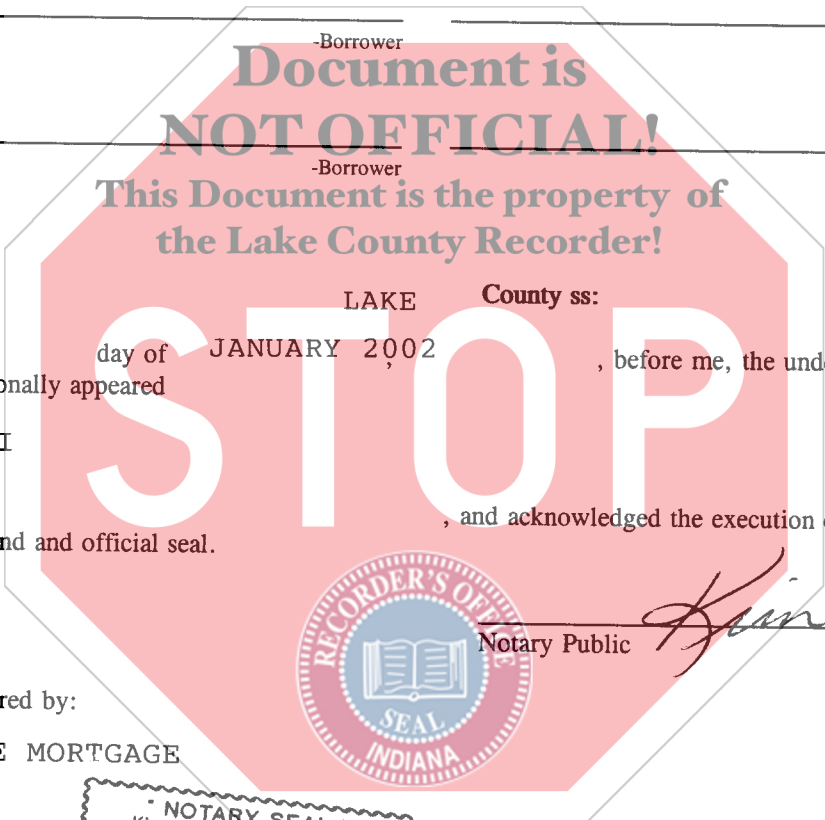 -Borrower
Document is
NOT OFFICIAL!
-Borrower
This Document is the property of
the Lake County Recorder!
LAKE County ss:
day of JANUARY 2002 , before me, the und
onally appeared
I
STOP
, and acknowledged the execution
nd and official seal.
RECORDER'S OFFICE
Notary Public
SEAL
INDIANA
red by:
E MORTGAGE
NOTARY SEAL